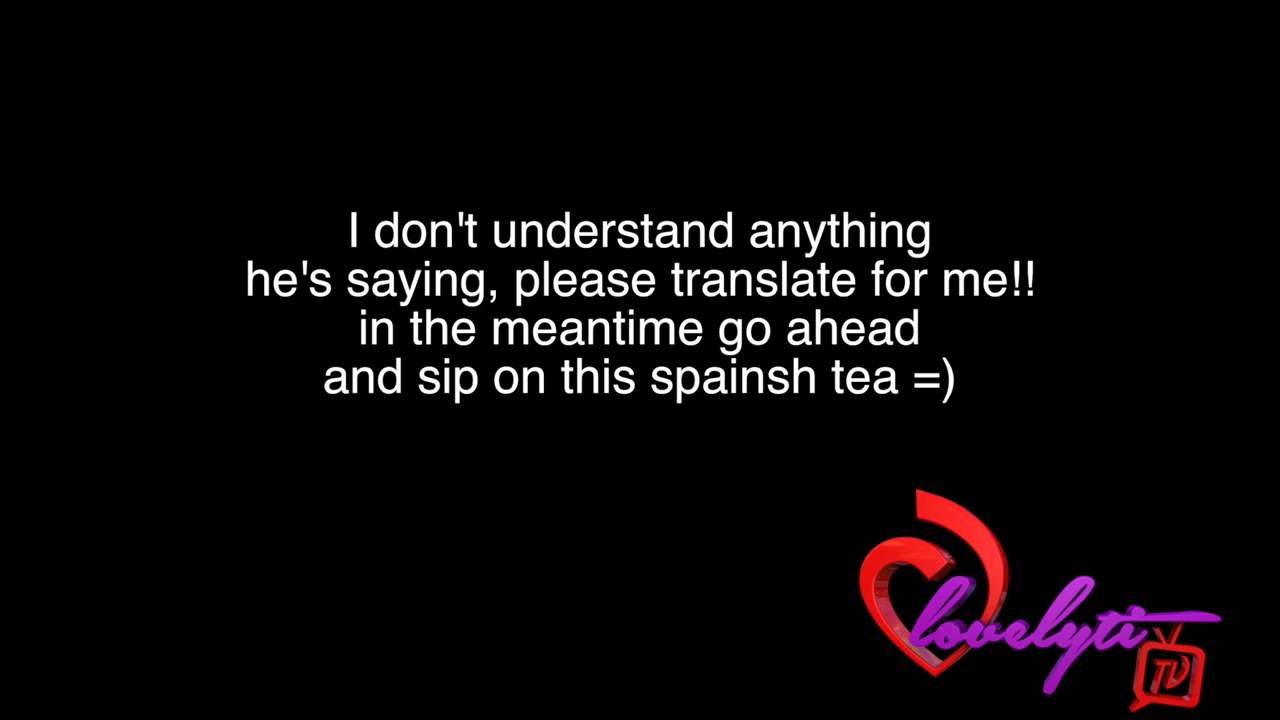 I don't understand anything
he's saying, please translate for me!!
in the meantime go ahead
and sip on this spainsh tea =)
lovelyti
TV